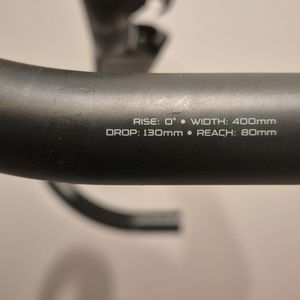 RISE: 0° • WIDTH: 400mm
DROP: 130mm • REACH: 80mm